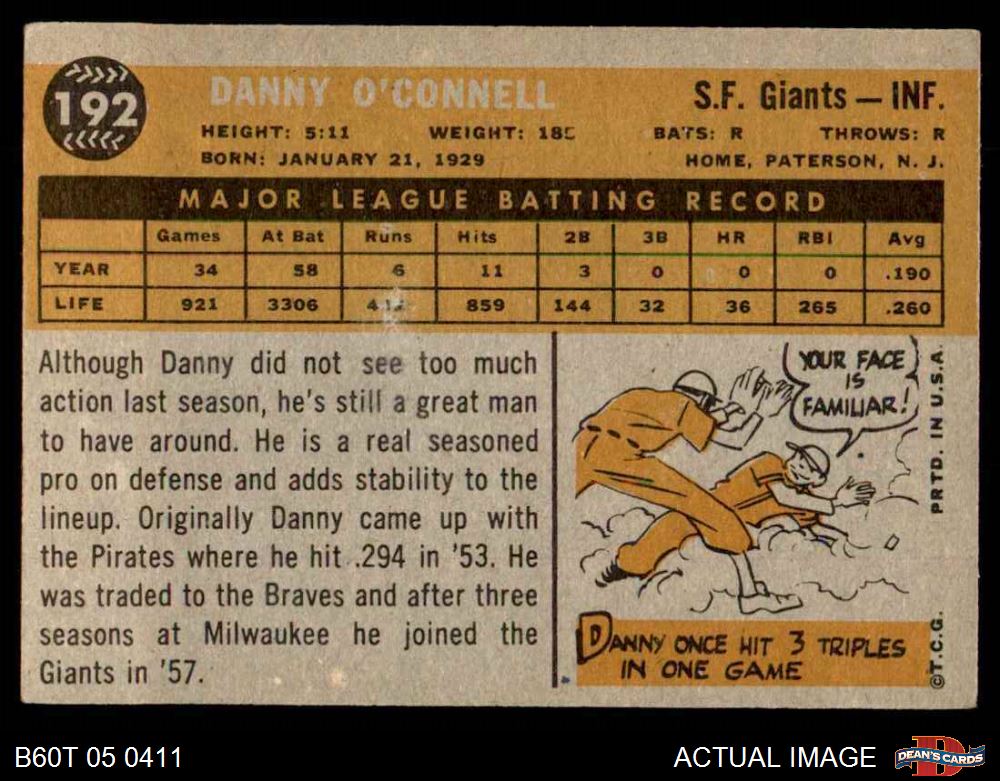 192
DANNY O'CONNELL
S.F. Giants — INF.
HEIGHT: 5:11 WEIGHT: 185 BATS: R THROWS: R
BORN: JANUARY 21, 1929 HOME, PATERSON, N. J.
MAJOR LEAGUE BATTING RECORD
Games At Bat Runs Hits 2B 3B HR RBI Avg
YEAR 34 58 6 11 3 0 0 0 .190
LIFE 921 3306 859 144 32 36 265 .260
Although Danny did not see too much
action last season, he's still a great man
to have around. He is a real seasoned
pro on defense and adds stability to the
lineup. Originally Danny came up with
the Pirates where he hit .294 in '53. He
was traded to the Braves and after three
seasons at Milwaukee he joined the
Giants in '57.
YOUR FACE
IS
FAMILIAR!
DANNY ONCE HIT 3 TRIPLES
IN ONE GAME
PRTD. IN U.S.A.
©T.C.G.
B60T 05 0411
ACTUAL IMAGE
D
DEAN'S CARDS